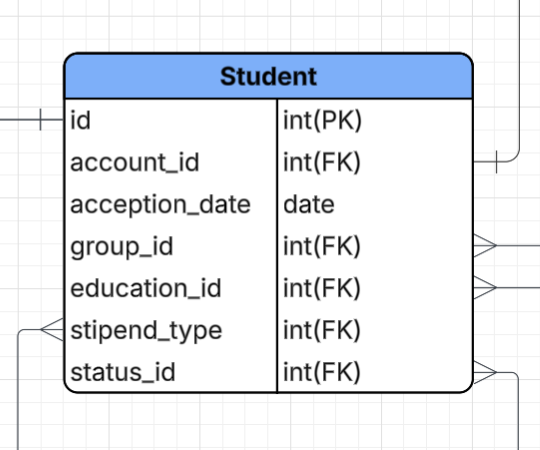 Student
id int(PK)
account_id int(FK)
acception_date date
group_id int(FK)
education_id int(FK)
stipend_type int(FK)
status_id int(FK)